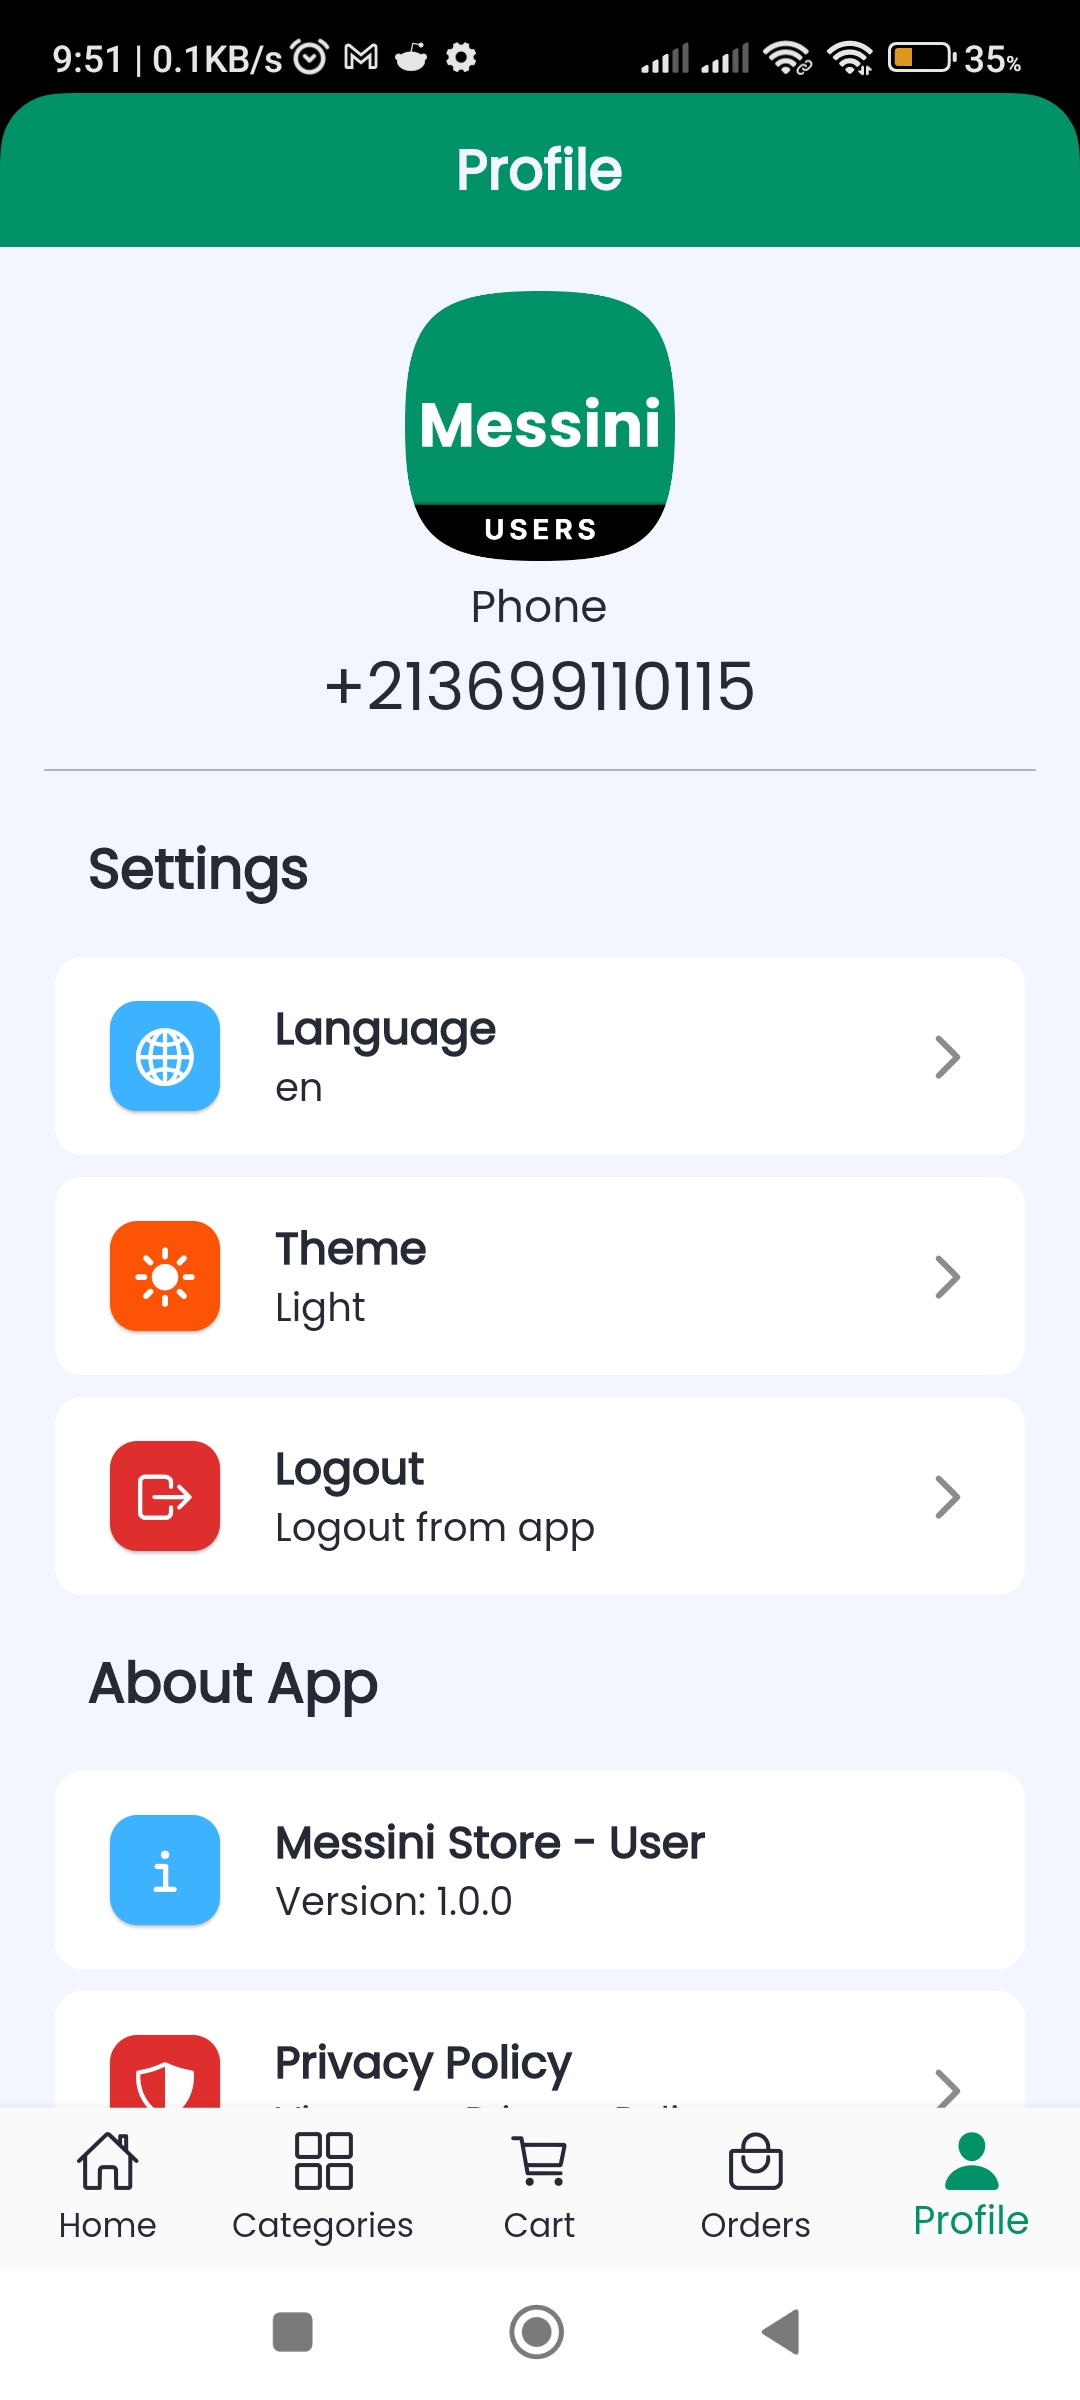 9:51 | 0.1KB/s 35%
Profile
Messini
USERS
Phone
+213699110115
Settings
Language
en
Theme
Light
Logout
Logout from app
About App
Messini Store - User
Version: 1.0.0
Privacy Policy
Home Categories Cart Orders Profile